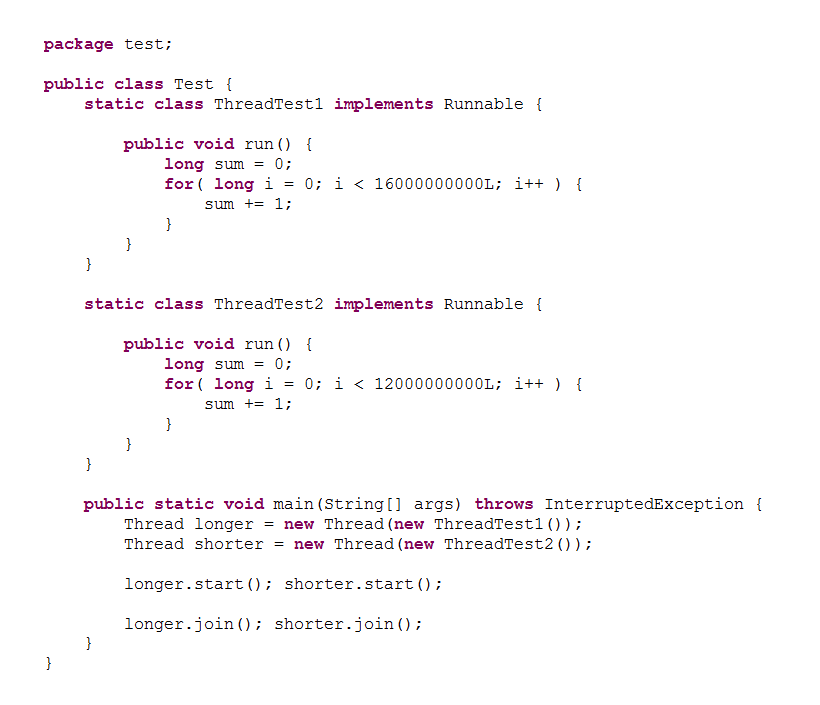 package test;
public class Test {
static class ThreadTest1 implements Runnable {
public void run() {
long sum = 0;
for( long i = 0; i < 16000000000L; i++ ) {
sum += 1;
}
}
}
static class ThreadTest2 implements Runnable {
public void run() {
long sum = 0;
for( long i = 0; i < 12000000000L; i++ ) {
sum += 1;
}
}
}
public static void main(String[] args) throws InterruptedException {
Thread longer = new Thread(new ThreadTest1());
Thread shorter = new Thread(new ThreadTest2());
longer.start(); shorter.start();
longer.join(); shorter.join();
}
}